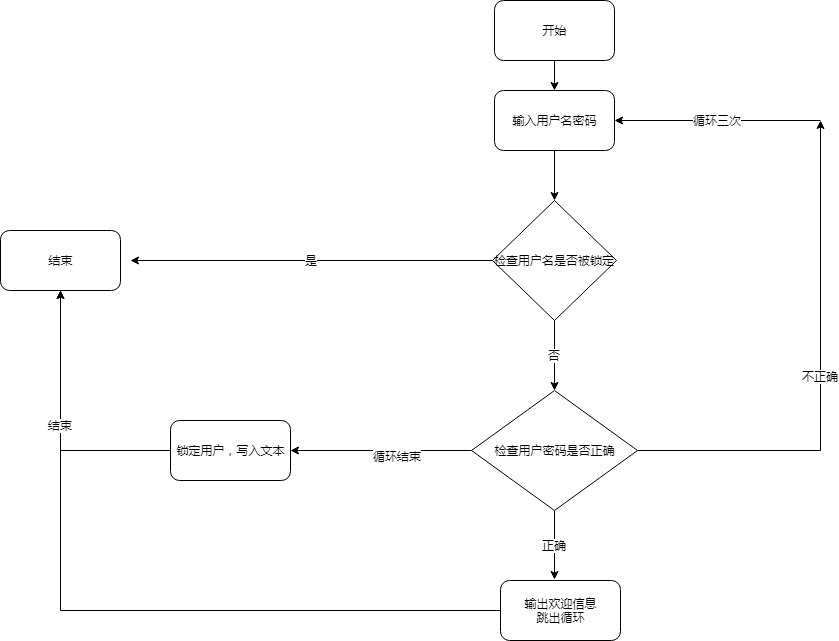 开始
输入用户名密码
循环三次
检查用户名是否被锁定
是
结束
否
不正确
检查用户密码是否正确
循环结束
锁定用户，写入文本
结束
正确
输出欢迎信息
跳出循环